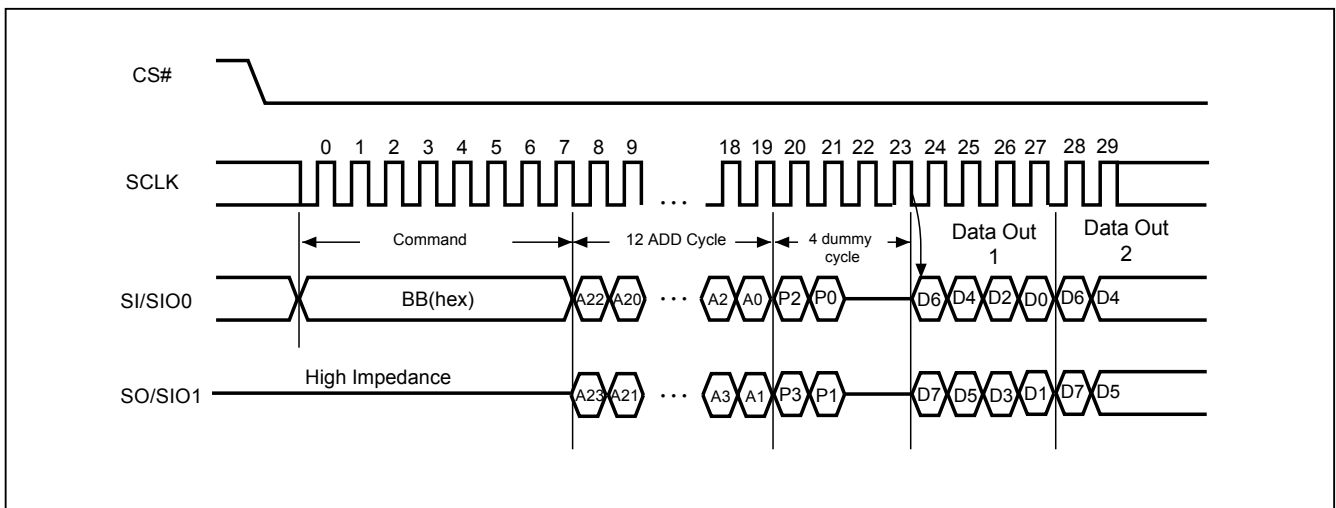 CS#
0 1 2 3 4 5 6 7 8 9 18 19 20 21 22 23 24 25 26 27 28 29
SCLK
...
Command 12 ADD Cycle 4 dummy cycle Data Out 1 Data Out 2
SI/SIO0 BB(hex) A22 A20 ... A2 A0 P2 P0 D6 D4 D2 D0 D6 D4
High Impedance
SO/SIO1 A23 A21 ... A3 A1 P3 P1 D7 D5 D3 D1 D7 D5